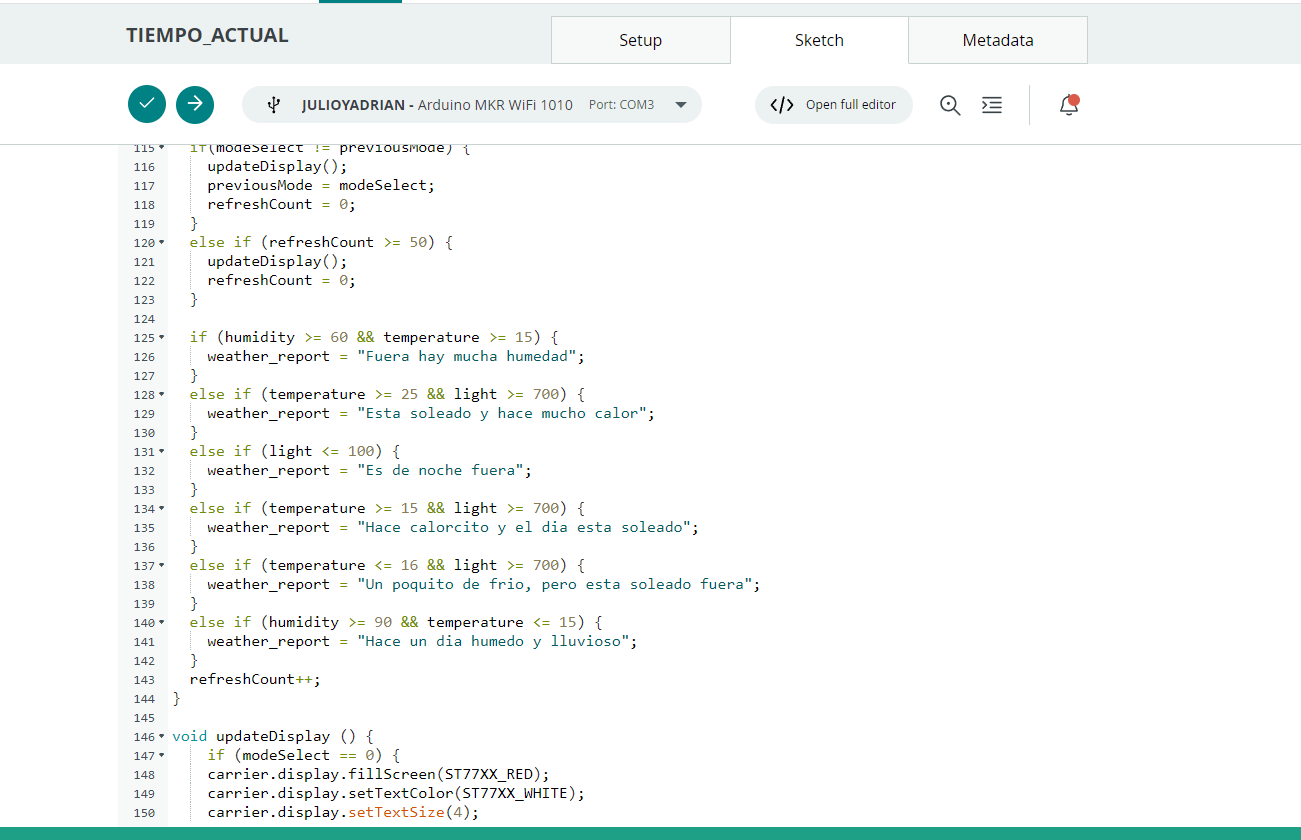 TIEMPO_ACTUAL
Setup
Sketch
Metadata
JULIOYADRIAN - Arduino MKR WiFi 1010 Port: COM3
</> Open full editor
115 if(modeSelect != previousMode) {
116 updateDisplay();
117 previousMode = modeSelect;
118 refreshCount = 0;
119 }
120 else if (refreshCount >= 50) {
121 updateDisplay();
122 refreshCount = 0;
123 }
124
125 if (humidity >= 60 && temperature >= 15) {
126 weather_report = "Fuera hay mucha humedad";
127 }
128 else if (temperature >= 25 && light >= 700) {
129 weather_report = "Esta soleado y hace mucho calor";
130 }
131 else if (light <= 100) {
132 weather_report = "Es de noche fuera";
133 }
134 else if (temperature >= 15 && light >= 700) {
135 weather_report = "Hace calorcito y el dia esta soleado";
136 }
137 else if (temperature <= 16 && light >= 700) {
138 weather_report = "Un poquito de frio, pero esta soleado fuera";
139 }
140 else if (humidity >= 90 && temperature <= 15) {
141 weather_report = "Hace un dia humedo y lluvioso";
142 }
143 refreshCount++;
144 }
145
146 void updateDisplay () {
147 if (modeSelect == 0) {
148 carrier.display.fillScreen(ST77XX_RED);
149 carrier.display.setTextColor(ST77XX_WHITE);
150 carrier.display.setTextSize(4);